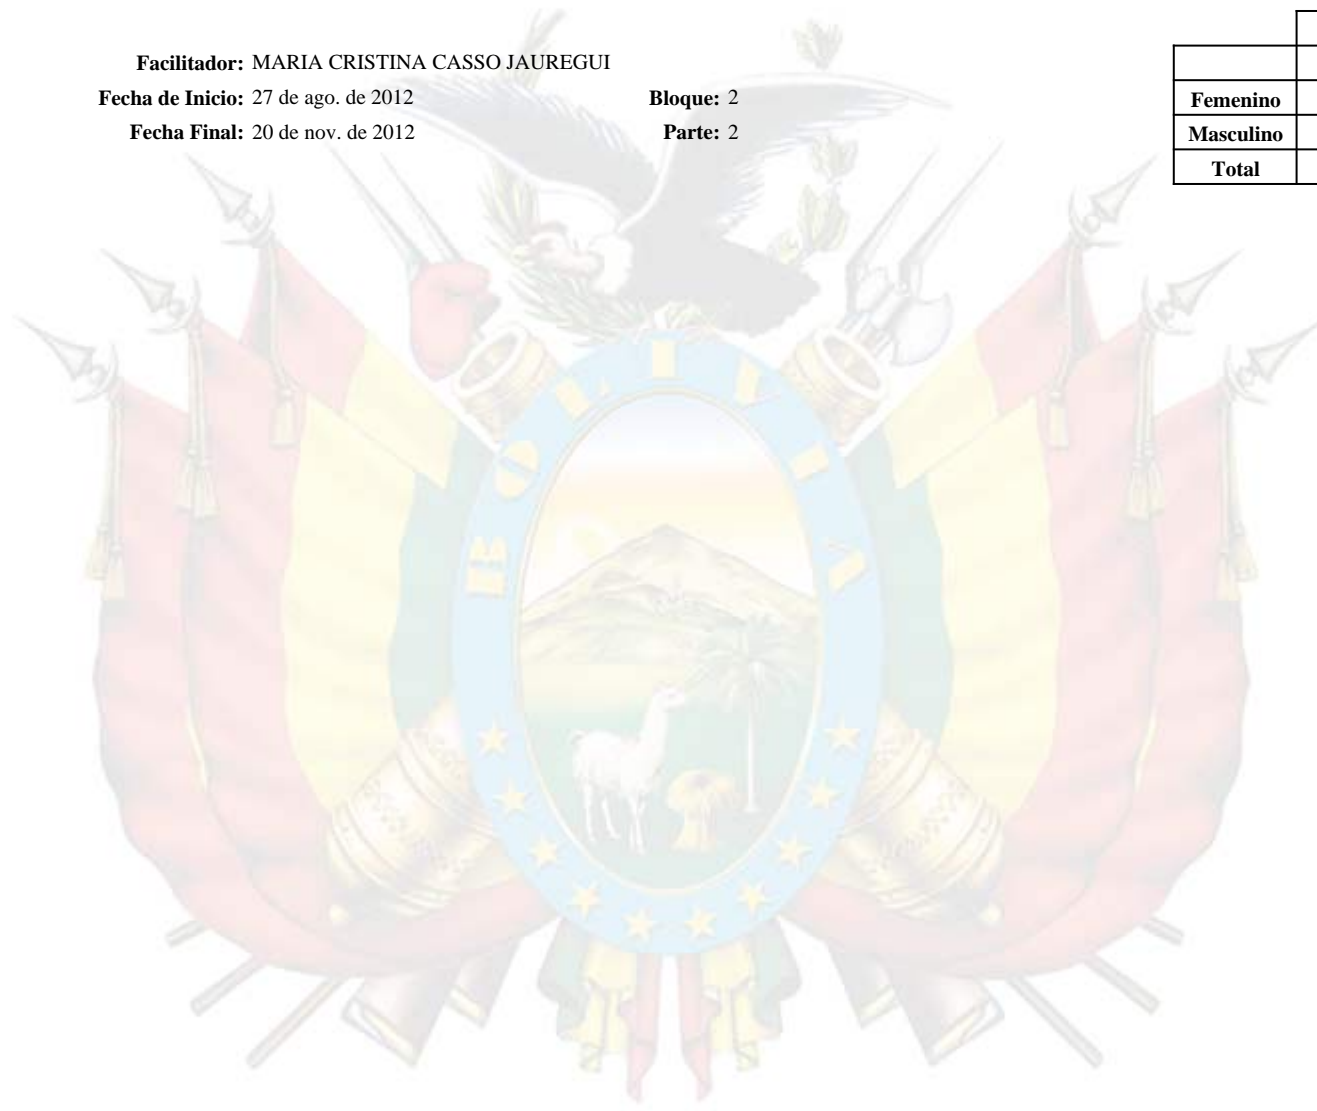 Facilitador: MARIA CRISTINA CASSO JAUREGUI
Fecha de Inicio: 27 de ago. de 2012 Bloque: 2
Fecha Final: 20 de nov. de 2012 Parte: 2
Femenino
Masculino
Total
BOLIVIA